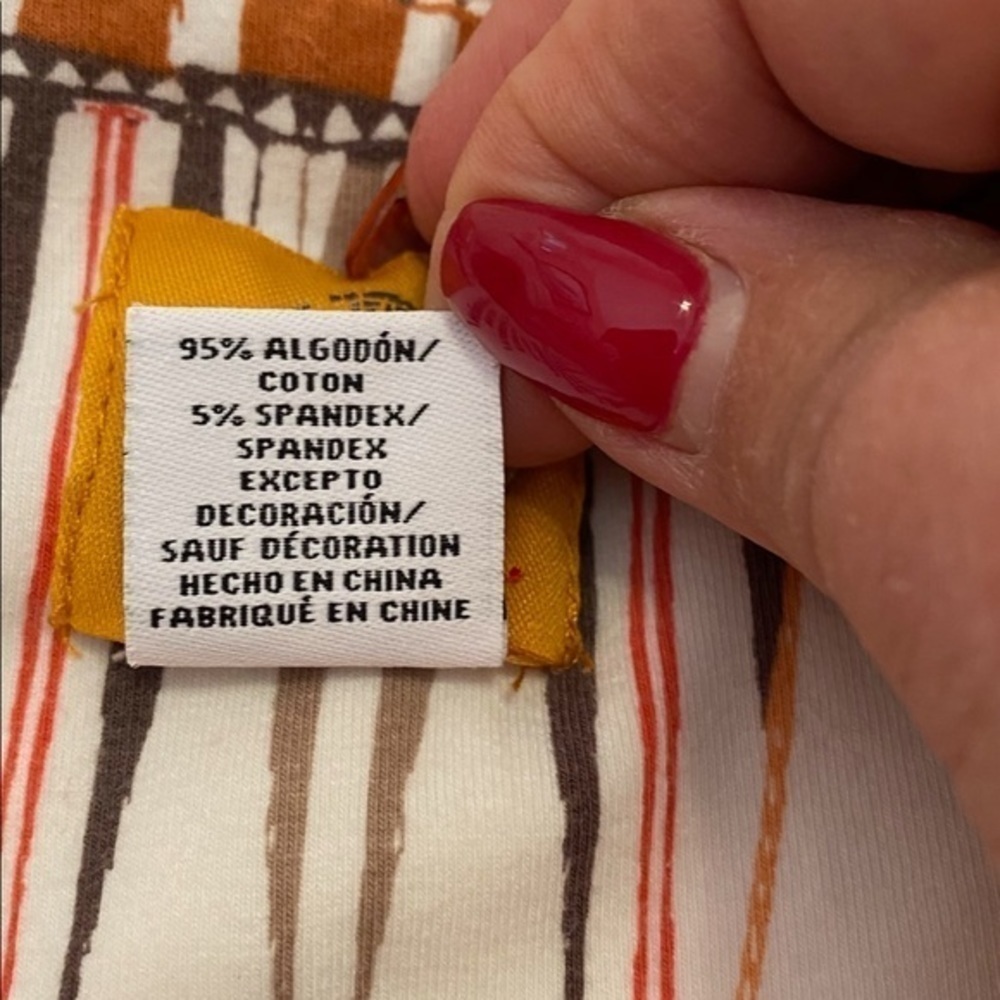 95% ALGODÓN/
COTON
5% SPANDEX/
SPANDEX
EXCEPTO
DECORACIÓN/
SAUF DÉCORATION
HECHO EN CHINA
FABRIQUÉ EN CHINE